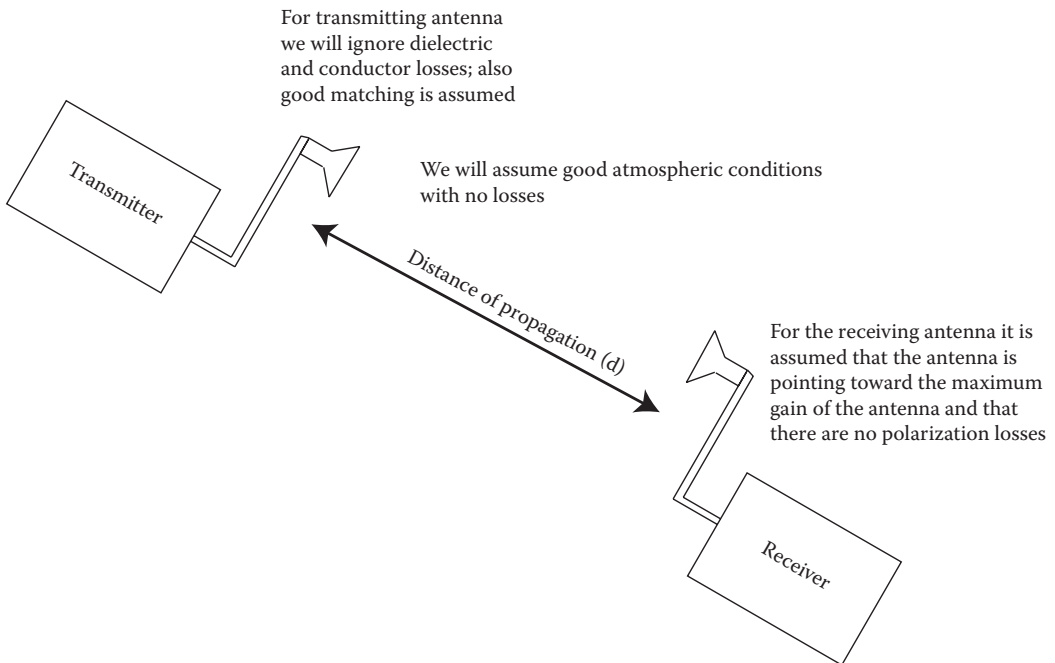 For transmitting antenna
we will ignore dielectric
and conductor losses; also
good matching is assumed
Transmitter
We will assume good atmospheric conditions
with no losses
Distance of propagation (d)
For the receiving antenna it is
assumed that the antenna is
pointing toward the maximum
gain of the antenna and that
there are no polarization losses
Receiver